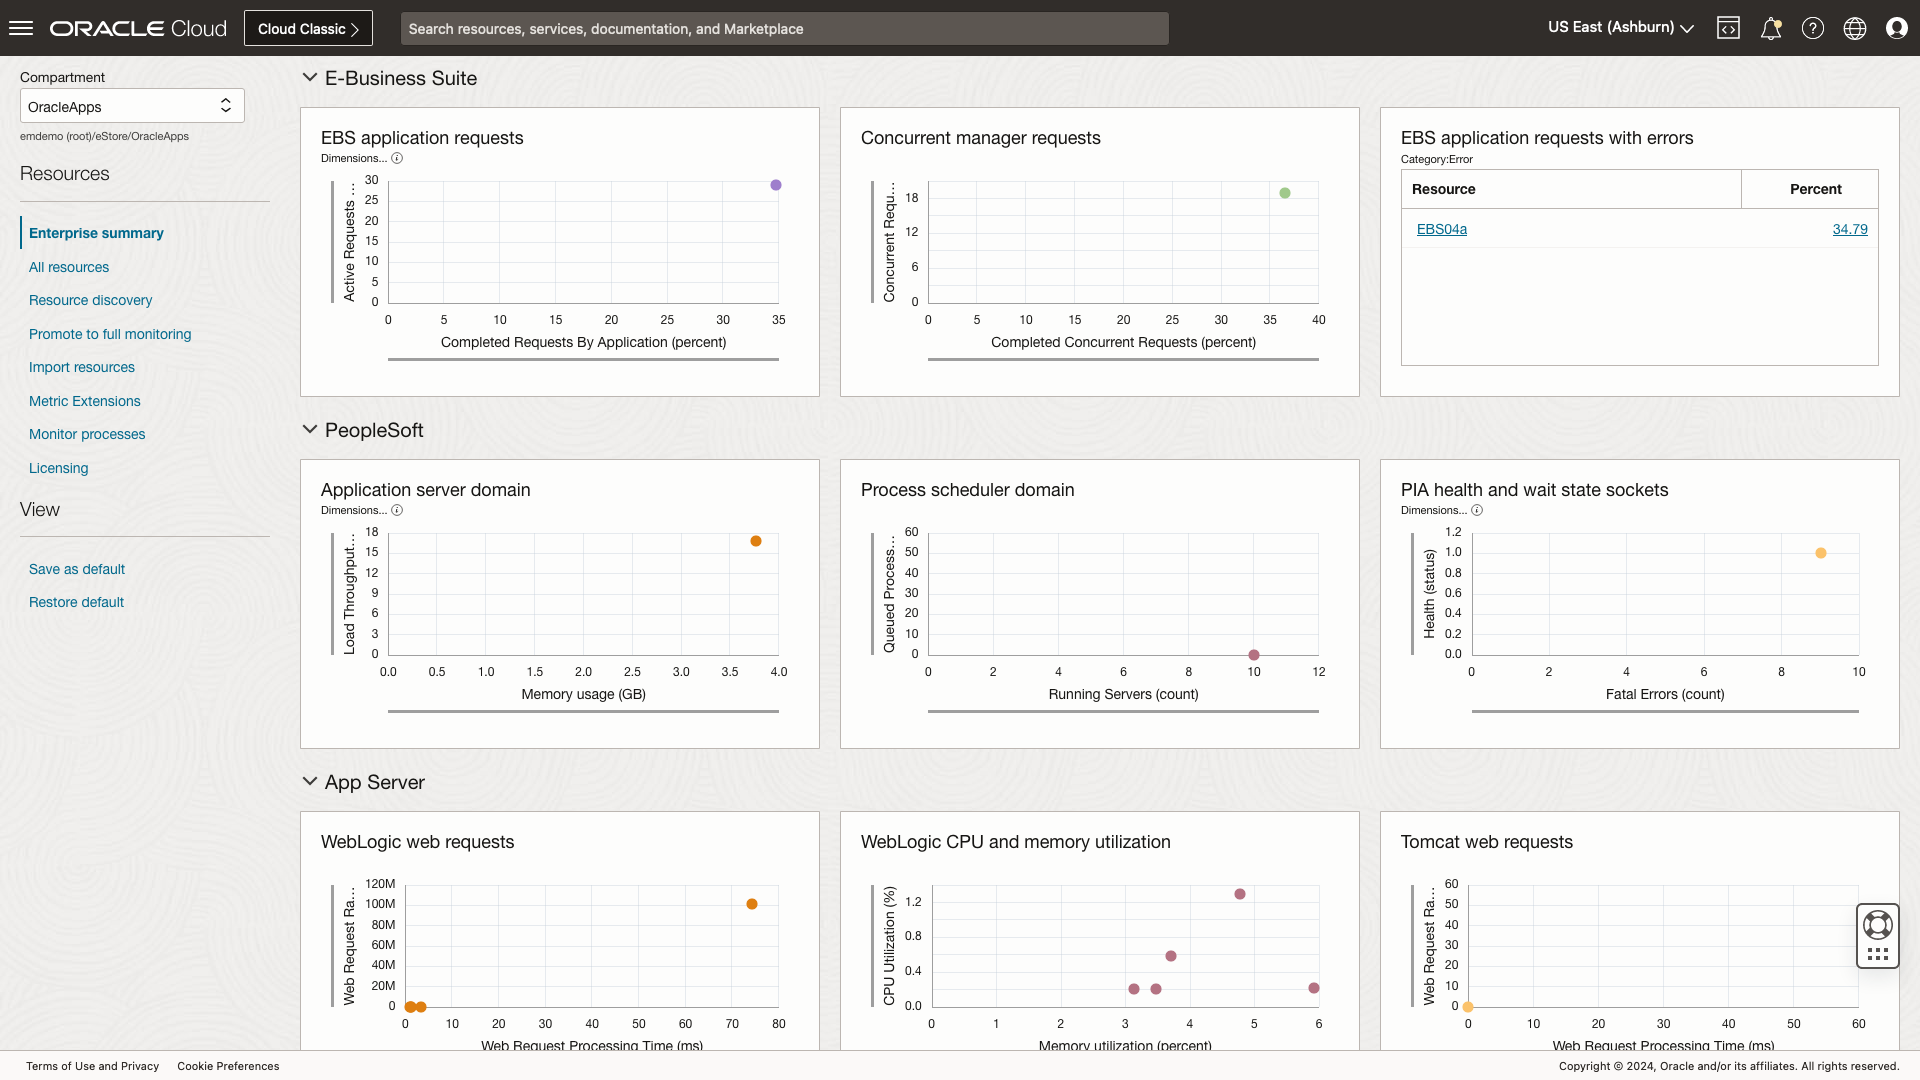 ORACLE Cloud
Cloud Classic
Search resources, services, documentation, and Marketplace
US East (Ashburn)
Compartment
OracleApps
emdemo (root)/eStore/OracleApps
Resources
Enterprise summary
All resources
Resource discovery
Promote to full monitoring
Import resources
Metric Extensions
Monitor processes
Licensing
View
Save as default
Restore default
E-Business Suite
EBS application requests
Dimensions...
Active Requests ...
30
25
20
15
10
5
0
0 5 10 15 20 25 30 35
Completed Requests By Application (percent)
Concurrent manager requests
Concurrent Requ...
18
12
6
0
0 5 10 15 20 25 30 35 40
Completed Concurrent Requests (percent)
EBS application requests with errors
Category:Error
Resource Percent
EBS04a 34.79
PeopleSoft
Application server domain
Dimensions...
Load Throughput...
18
15
12
9
6
3
0
0.0 0.5 1.0 1.5 2.0 2.5 3.0 3.5 4.0
Memory usage (GB)
Process scheduler domain
Queued Process...
60
50
40
30
20
10
0
0 2 4 6 8 10 12
Running Servers (count)
PIA health and wait state sockets
Dimensions...
Health (status)
1.2
1.0
0.8
0.6
0.4
0.2
0.0
0 2 4 6 8 10
Fatal Errors (count)
App Server
WebLogic web requests
Web Request Ra...
120M
100M
80M
60M
40M
20M
0
0 10 20 30 40 50 60 70 80
Web Request Processing Time (ms)
WebLogic CPU and memory utilization
CPU Utilization (%)
1.2
0.8
0.4
0.0
0 1 2 3 4 5 6
Memory utilization (percent)
Tomcat web requests
Web Request Ra...
60
50
40
30
20
10
0
0 10 20 30 40 50 60
Web Request Processing Time (ms)
Terms of Use and Privacy Cookie Preferences
Copyright © 2024, Oracle and/or its affiliates. All rights reserved.